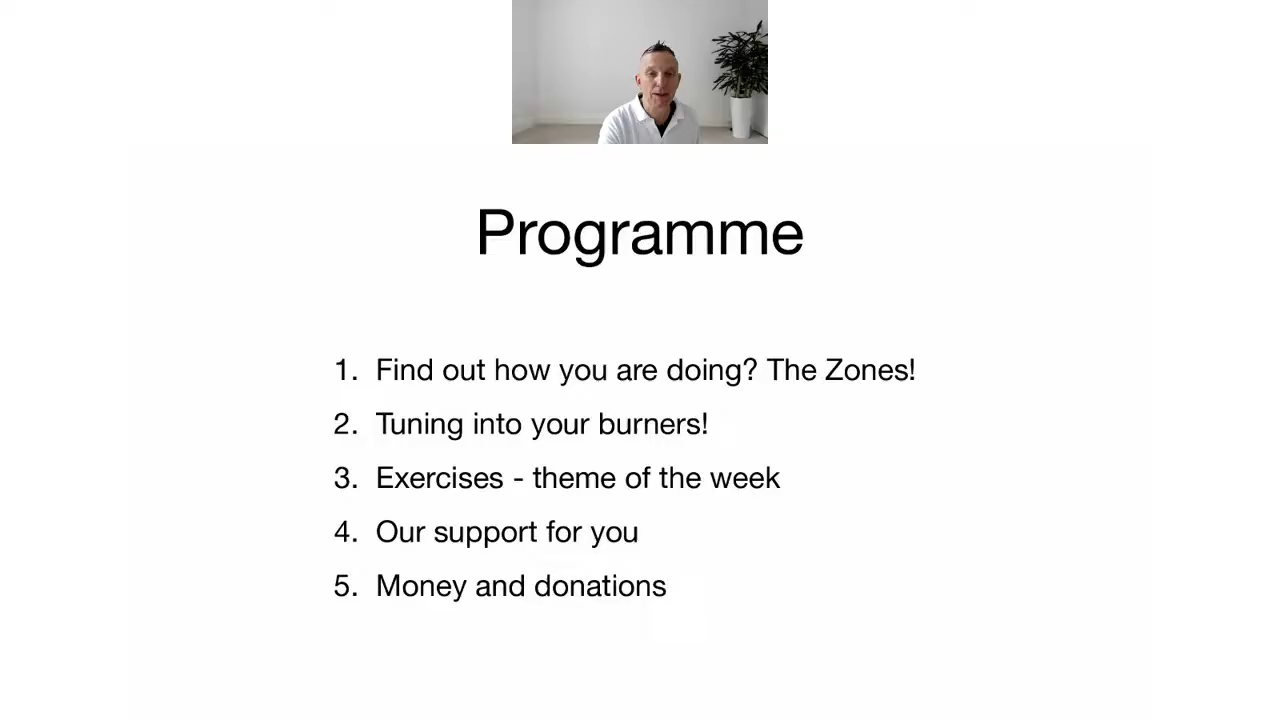 Programme
1. Find out how you are doing? The Zones!
2. Tuning into your burners!
3. Exercises - theme of the week
4. Our support for you
5. Money and donations